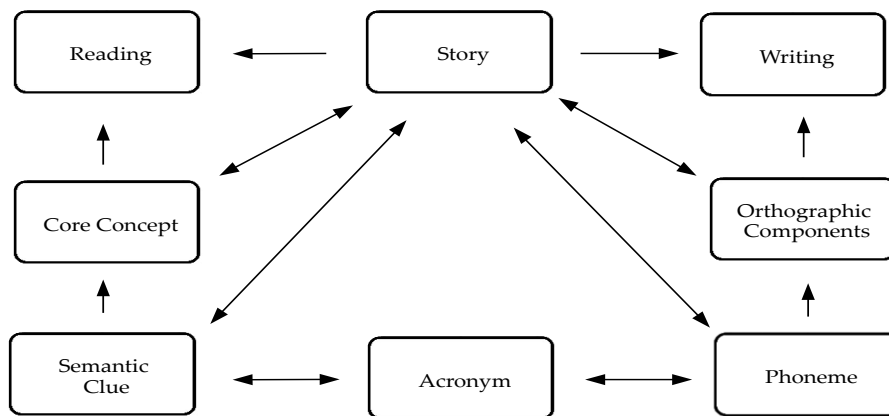 Reading
Story
Writing
Core Concept
Orthographic
Components
Semantic
Clue
Acronym
Phoneme